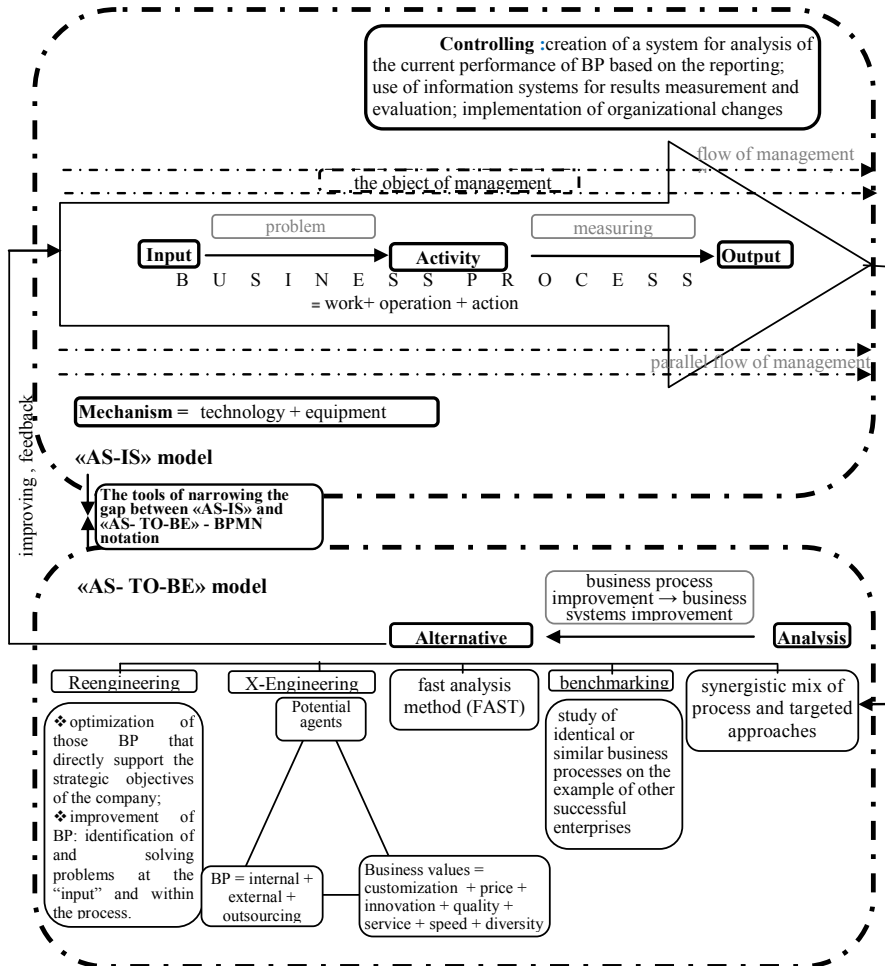 Controlling :creation of a system for analysis of
the current performance of BP based on the reporting;
use of information systems for results measurement and
evaluation; implementation of organizational changes
flow of management
the object of management
problem
measuring
Input
Activity
Output
B U S I N E S S P R O C E S S
= work+ operation + action
parallel flow of management
Mechanism = technology + equipment
improving , feedback
«AS-IS» model
The tools of narrowing the
gap between «AS-IS» and
«AS- TO-BE» - BPMN
notation
«AS- TO-BE» model
business process
improvement → business
systems improvement
Alternative
Analysis
Reengineering
❖optimization of
those BP that
directly support the
strategic objectives
of the company;
❖improvement of
BP: identification of
and solving
problems at the
“input” and within
the process.
X-Engineering
Potential
agents
BP = internal +
external +
outsourcing
Business values =
customization + price +
innovation + quality +
service + speed + diversity
fast analysis
method (FAST)
benchmarking
study of
identical or
similar business
processes on the
example of other
successful
enterprises
synergistic mix of
process and targeted
approaches